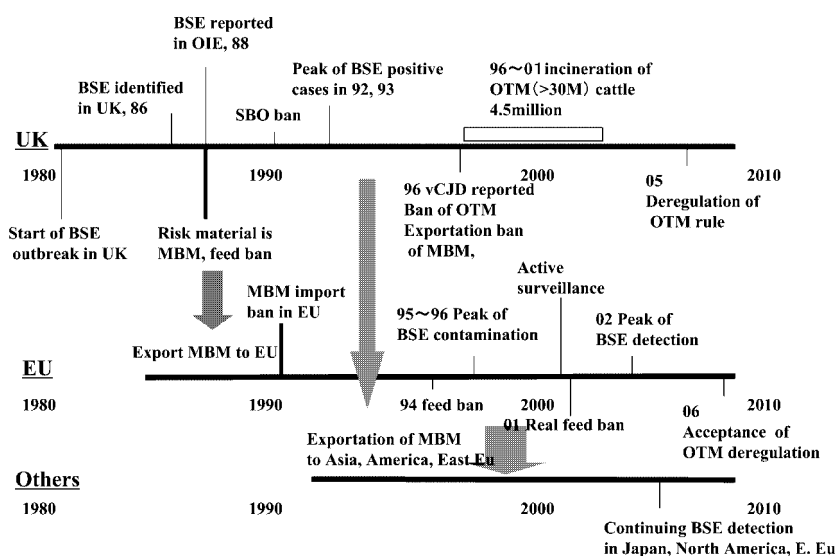 BSE reported
in OIE, 88
BSE identified
in UK, 86
SBO ban
Peak of BSE positive
cases in 92, 93
96～01 incineration of
OTM(>30M) cattle
4.5million
UK
1980
1990
2000
2010
Start of BSE
outbreak in UK
Risk material is
MBM, feed ban
96 vCJD reported
Ban of OTM
Exportation ban
of MBM,
05
Deregulation of
OTM rule
Active
surveillance
MBM import
ban in EU
95～96 Peak of
BSE contamination
02 Peak of
BSE detection
Export MBM to EU
EU
1980
1990
94 feed ban
2000
01 Real feed ban
2010
06
Acceptance of
OTM deregulation
Exportation of MBM
to Asia, America, East Eu
Others
1980
1990
2000
2010
Continuing BSE detection
in Japan, North America, E. Eu